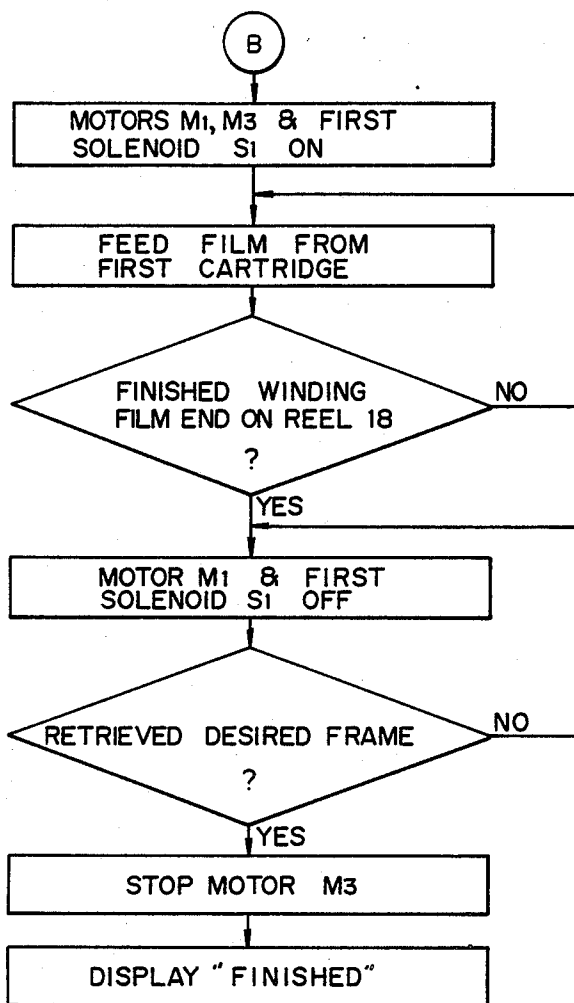 B
MOTORS M1, M3 & FIRST
SOLENOID S1 ON
FEED FILM FROM
FIRST CARTRIDGE
FINISHED WINDING
FILM END ON REEL 18
?
NO
YES
MOTOR M1 & FIRST
SOLENOID S1 OFF
RETRIEVED DESIRED FRAME
?
NO
YES
STOP MOTOR M3
DISPLAY "FINISHED"